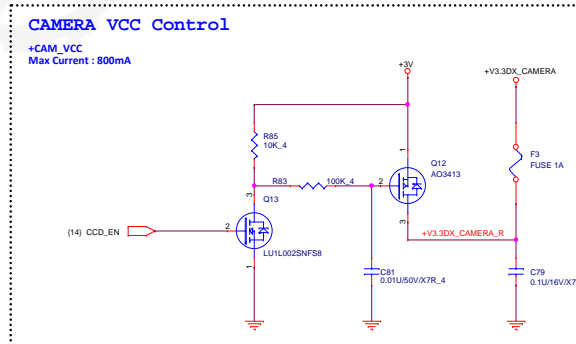 CAMERA VCC Control
+CAM_VCC
Max Current : 800mA
+3V
+V3.3DX_CAMERA
R85
10K_4
1
Q12
AO3413
F3
FUSE 1A
R83
100K_4
2
3
Q13
3
(14) CCD_EN
2
+V3.3DX_CAMERA_R
LU1L002SNFS8
1
C81
0.01U/50V/X7R_4
C79
0.1U/16V/X7